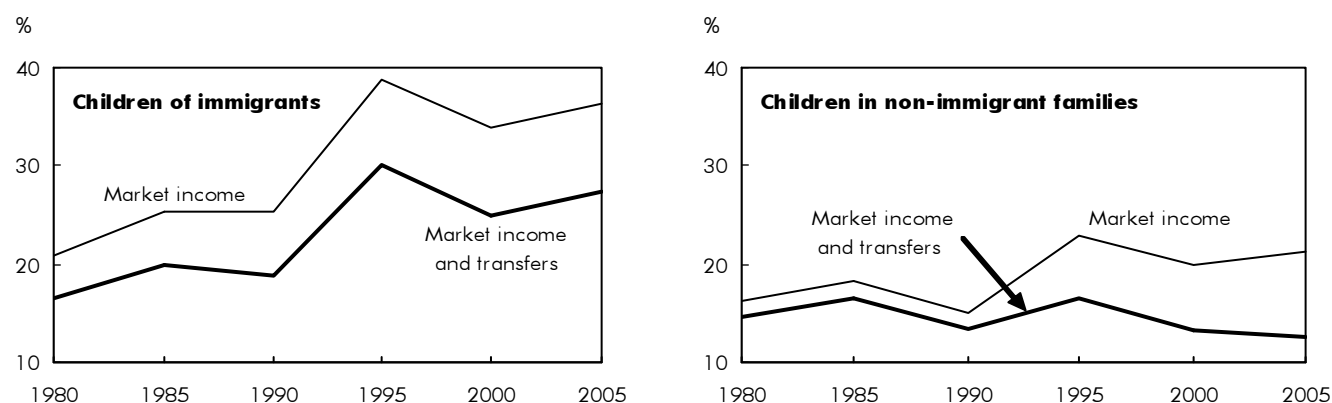 %
40
30
20
10
Children of immigrants
Market income
Market income
and transfers
1980 1985 1990 1995 2000 2005
%
40
30
20
10
Children in non-immigrant families
Market income
and transfers
Market income
1980 1985 1990 1995 2000 2005